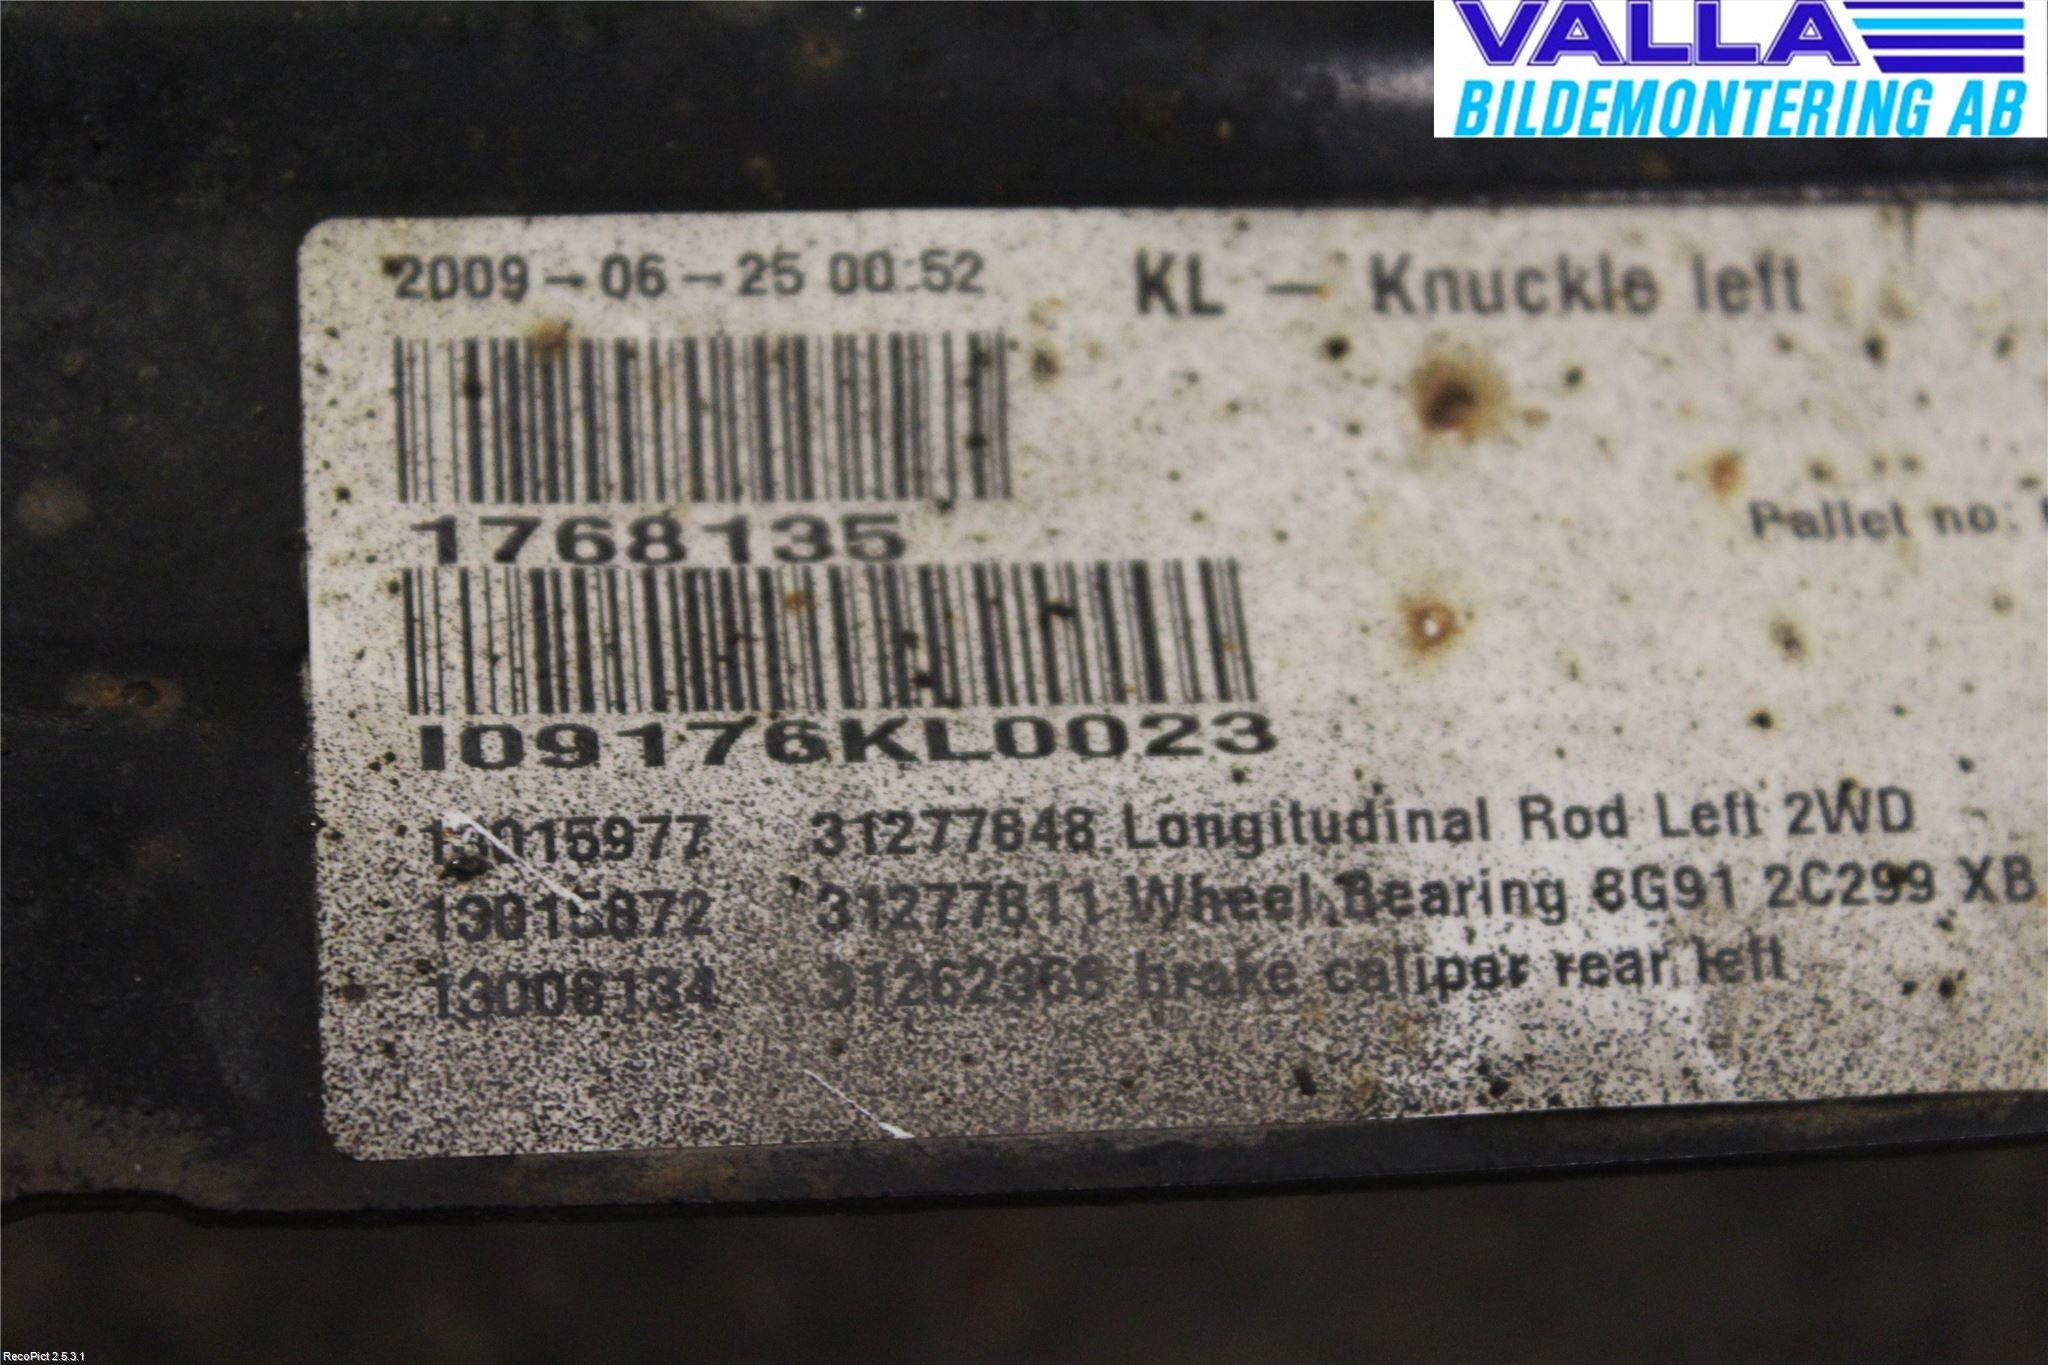 VALLA
BILDEMONTERING AB
2009-06-25 00:52 KL - Knuckle left
1768135
Pallet no:
I09176KL0023
13015977 31277848 Longitudinal Rod Left 2WD
13015872 31277811 Wheel Bearing 8G91 2C299 XB
13008134 brake caliper rear left
RecoPict 2.5.3.1